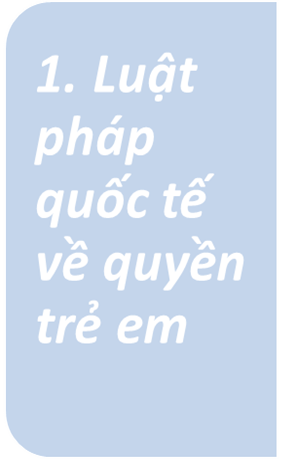 1. Luật
pháp
quốc tế
về quyền
trẻ em